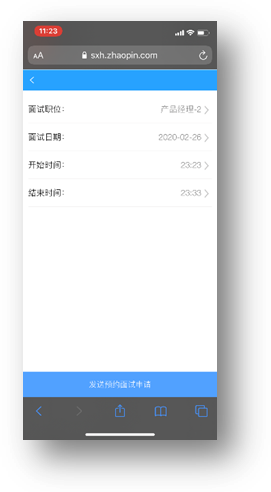 11:23
AA
sxh.zhaopin.com
面试职位：
产品经理-2
面试日期：
2020-02-26
开始时间：
23:23
结束时间：
23:33
发送预约面试申请